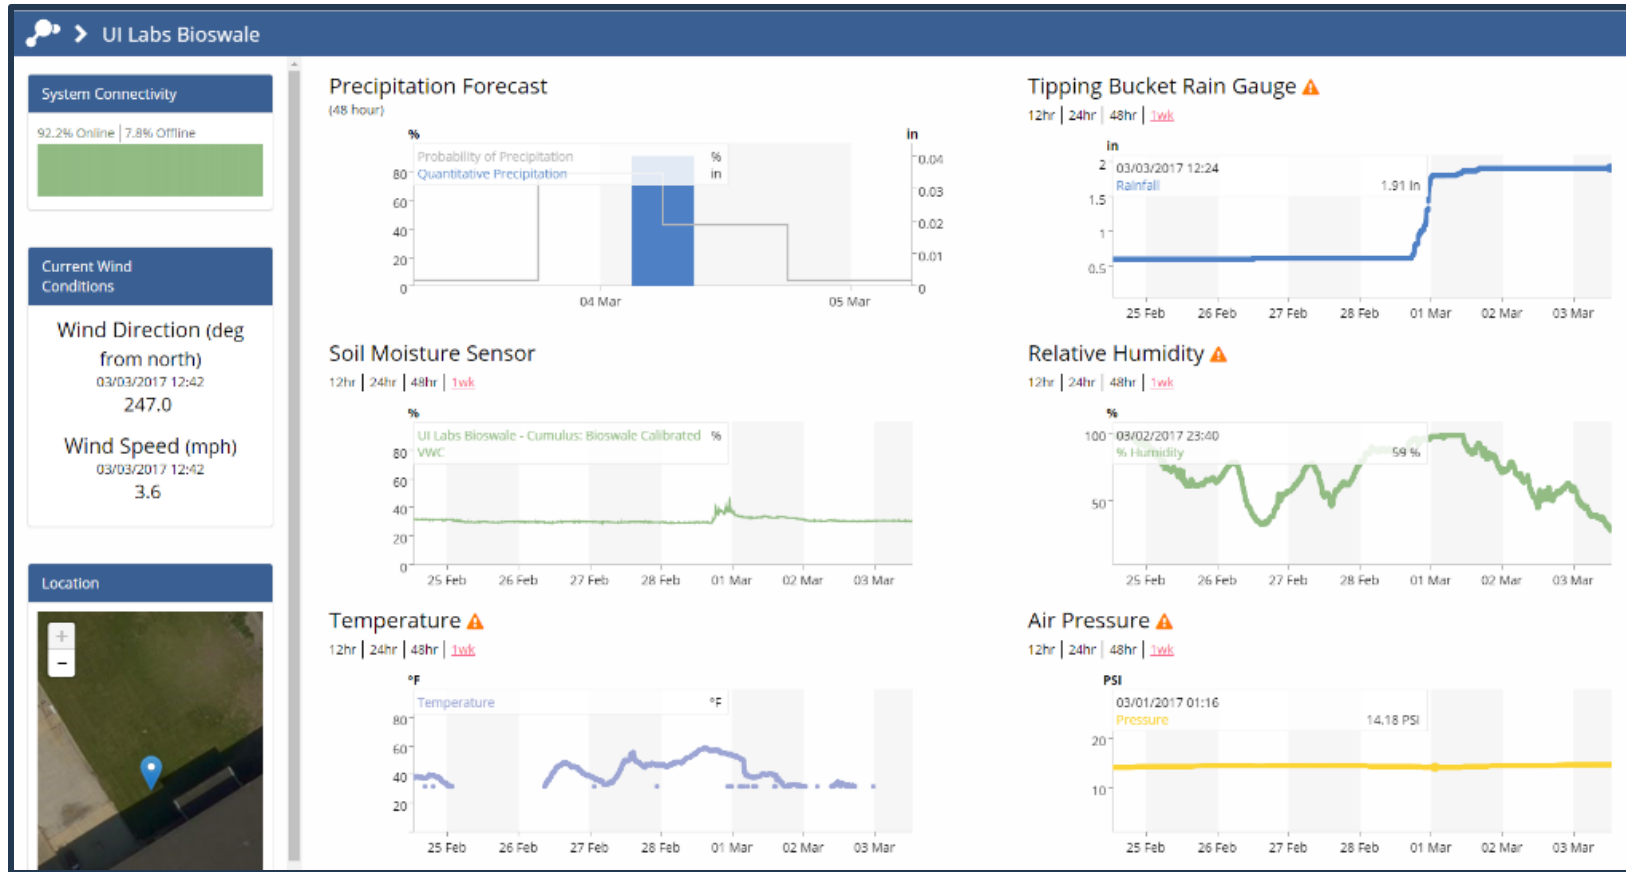 UI Labs Bioswale
System Connectivity
92.2% Online | 7.8% Offline
Current Wind
Conditions
Wind Direction (deg
from north)
03/03/2017 12:42
247.0
Wind Speed (mph)
03/03/2017 12:42
3.6
Location
+
−
Precipitation Forecast
(48 hour)
% in
Probability of Precipitation %
Quantitative Precipitation in
80
60
40
20
0
0.04
0.03
0.02
0.01
0
04 Mar 05 Mar
Tipping Bucket Rain Gauge
12hr | 24hr | 48hr | 1wk
in
03/03/2017 12:24
Rainfall 1.91 In
2
1.5
1
0.5
25 Feb 26 Feb 27 Feb 28 Feb 01 Mar 02 Mar 03 Mar
Soil Moisture Sensor
12hr | 24hr | 48hr | 1wk
%
UI Labs Bioswale - Cumulus: Bioswale Calibrated %
VWC
80
60
40
20
0
25 Feb 26 Feb 27 Feb 28 Feb 01 Mar 02 Mar 03 Mar
Relative Humidity
12hr | 24hr | 48hr | 1wk
%
03/02/2017 23:40
% Humidity 59 %
100
50
25 Feb 26 Feb 27 Feb 28 Feb 01 Mar 02 Mar 03 Mar
Temperature
12hr | 24hr | 48hr | 1wk
°F
Temperature °F
80
60
40
20
25 Feb 26 Feb 27 Feb 28 Feb 01 Mar 02 Mar 03 Mar
Air Pressure
12hr | 24hr | 48hr | 1wk
PSI
03/01/2017 01:16
Pressure 14.18 PSI
20
10
25 Feb 26 Feb 27 Feb 28 Feb 01 Mar 02 Mar 03 Mar